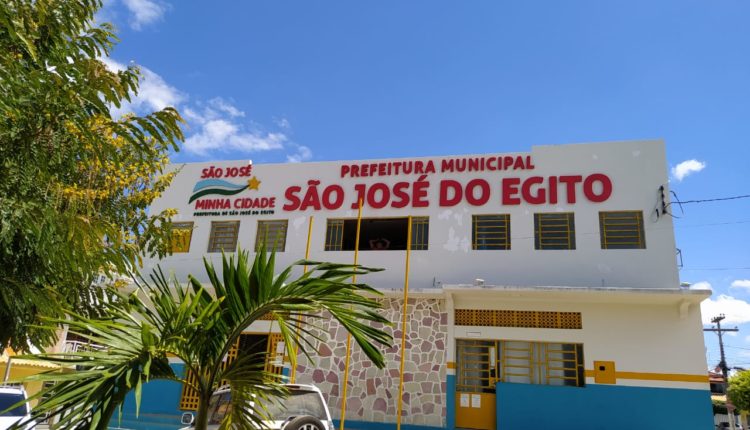 SÃO JOSÉ
MINHA CIDADE
PREFEITURA DE SÃO JOSÉ DO EGITO
PREFEITURA MUNICIPAL
SÃO JOSÉ DO EGITO